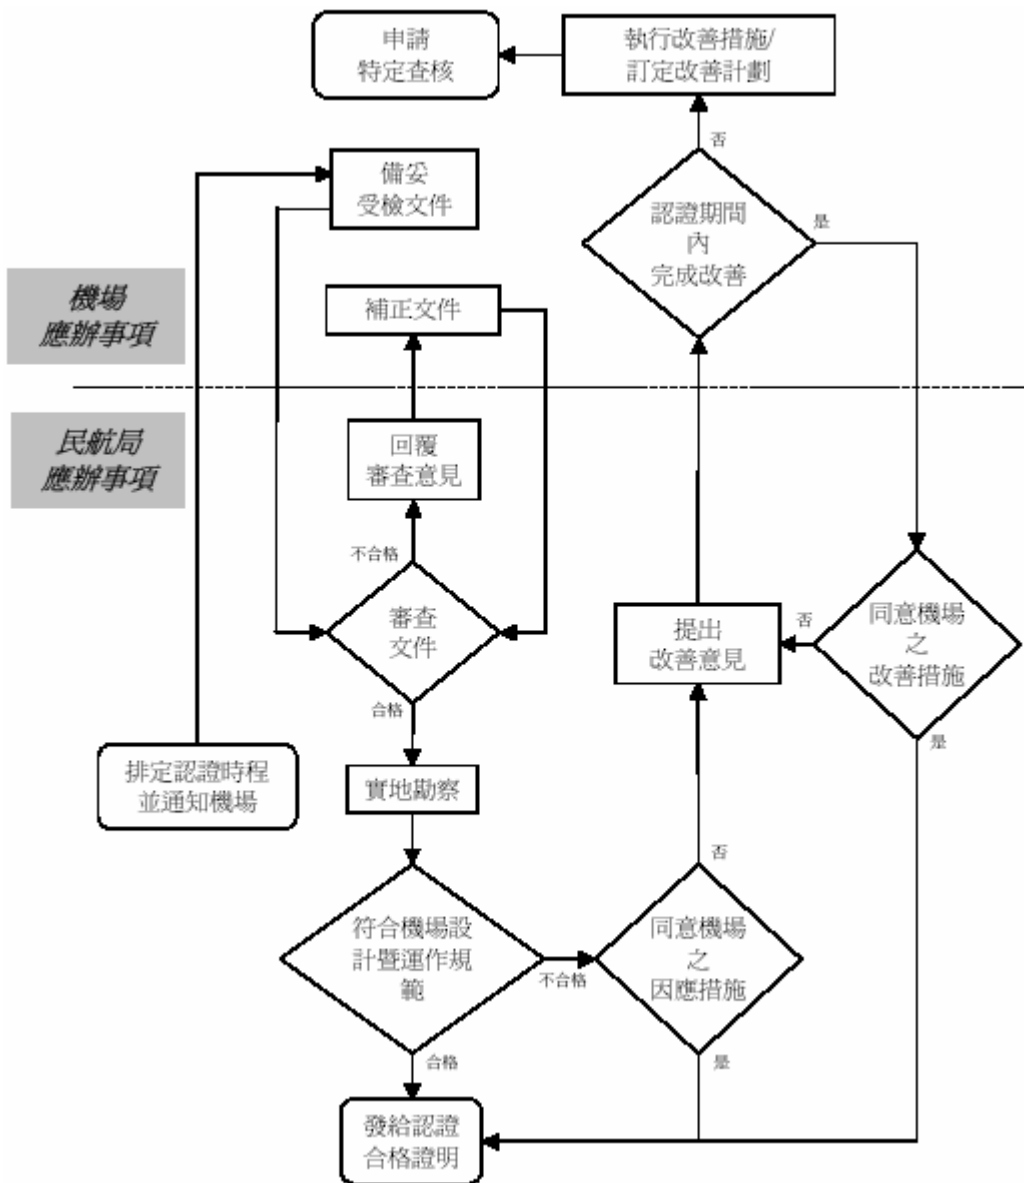 申請
特定查核
執行改善措施/
訂定改善計劃
否
備妥
受檢文件
認證期間
內
完成改善
是
機場
應辦事項
補正文件
民航局
應辦事項
回覆
審查意見
不合格
審查
文件
提出
改善意見
否
同意機場
之
改善措施
合格
是
排定認證時程
並通知機場
實地勘察
否
符合機場設
計暨運作規
範
不合格
同意機場
之
因應措施
合格
是
發給認證
合格證明